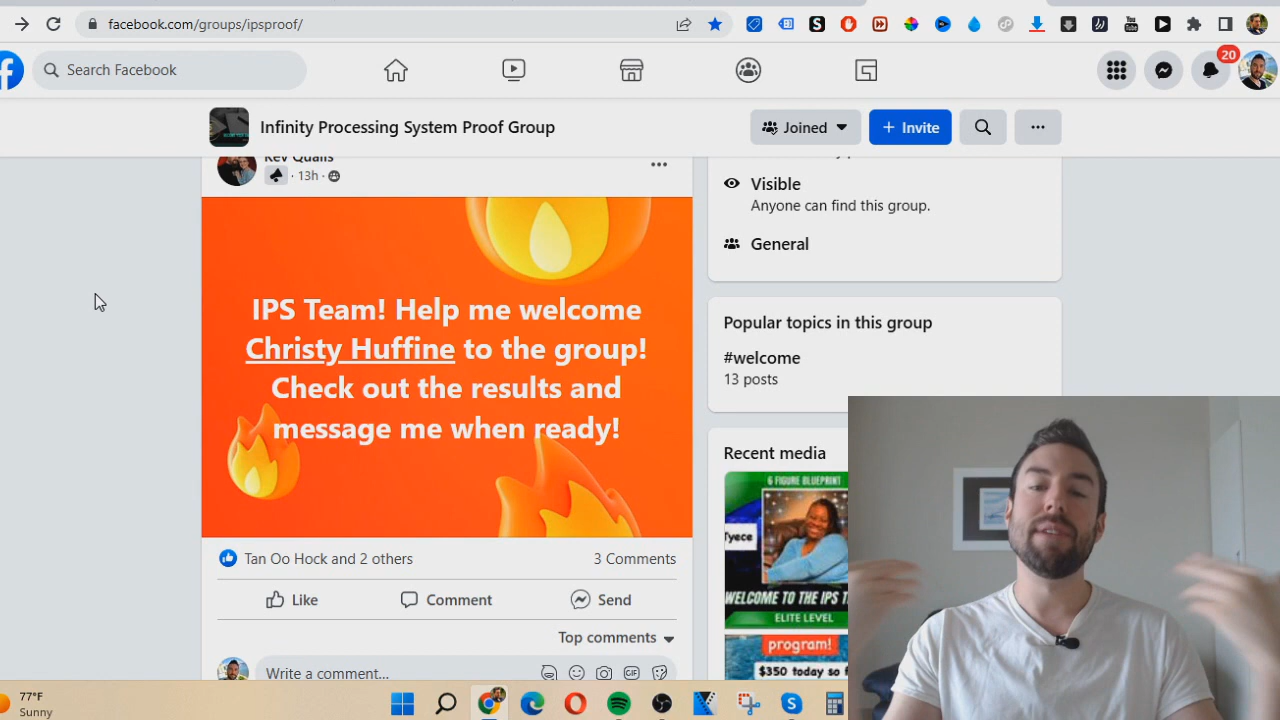 facebook.com/groups/ipsproof/
Search Facebook
20
Infinity Processing System Proof Group
Joined
+ Invite
Rev Qualls
· 13h ·
Visible
Anyone can find this group.
General
IPS Team! Help me welcome
Christy Huffine to the group!
Check out the results and
message me when ready!
Popular topics in this group
#welcome
13 posts
Recent media
6 FIGURE BLUEPRINT
Tyece
WELCOME TO THE IPS T
ELITE LEVEL
program!
$350 today so f
Tan Oo Hock and 2 others
3 Comments
Like
Comment
Send
Top comments
Write a comment...
GIF
77°F
Sunny